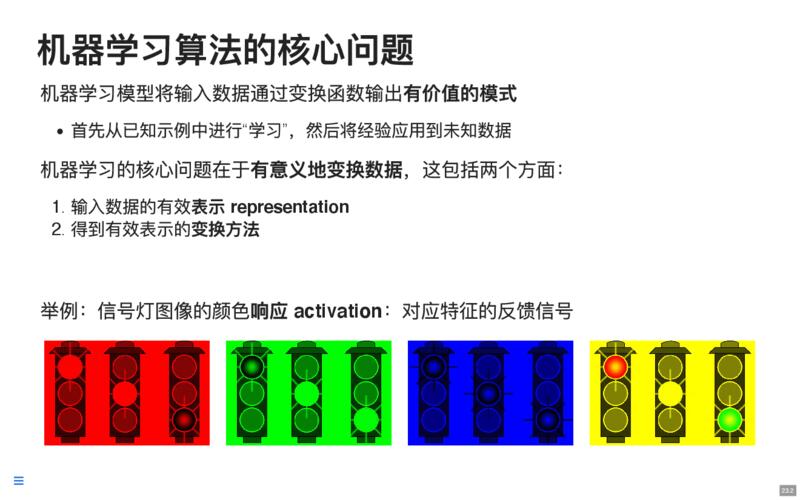 机器学习算法的核心问题
机器学习模型将输入数据通过变换函数输出有价值的模式
• 首先从已知示例中进行“学习”，然后将经验应用到未知数据
机器学习的核心问题在于有意义地变换数据，这包括两个方面：
1. 输入数据的有效表示 representation
2. 得到有效表示的变换方法
举例：信号灯图像的颜色响应 activation：对应特征的反馈信号
23.2